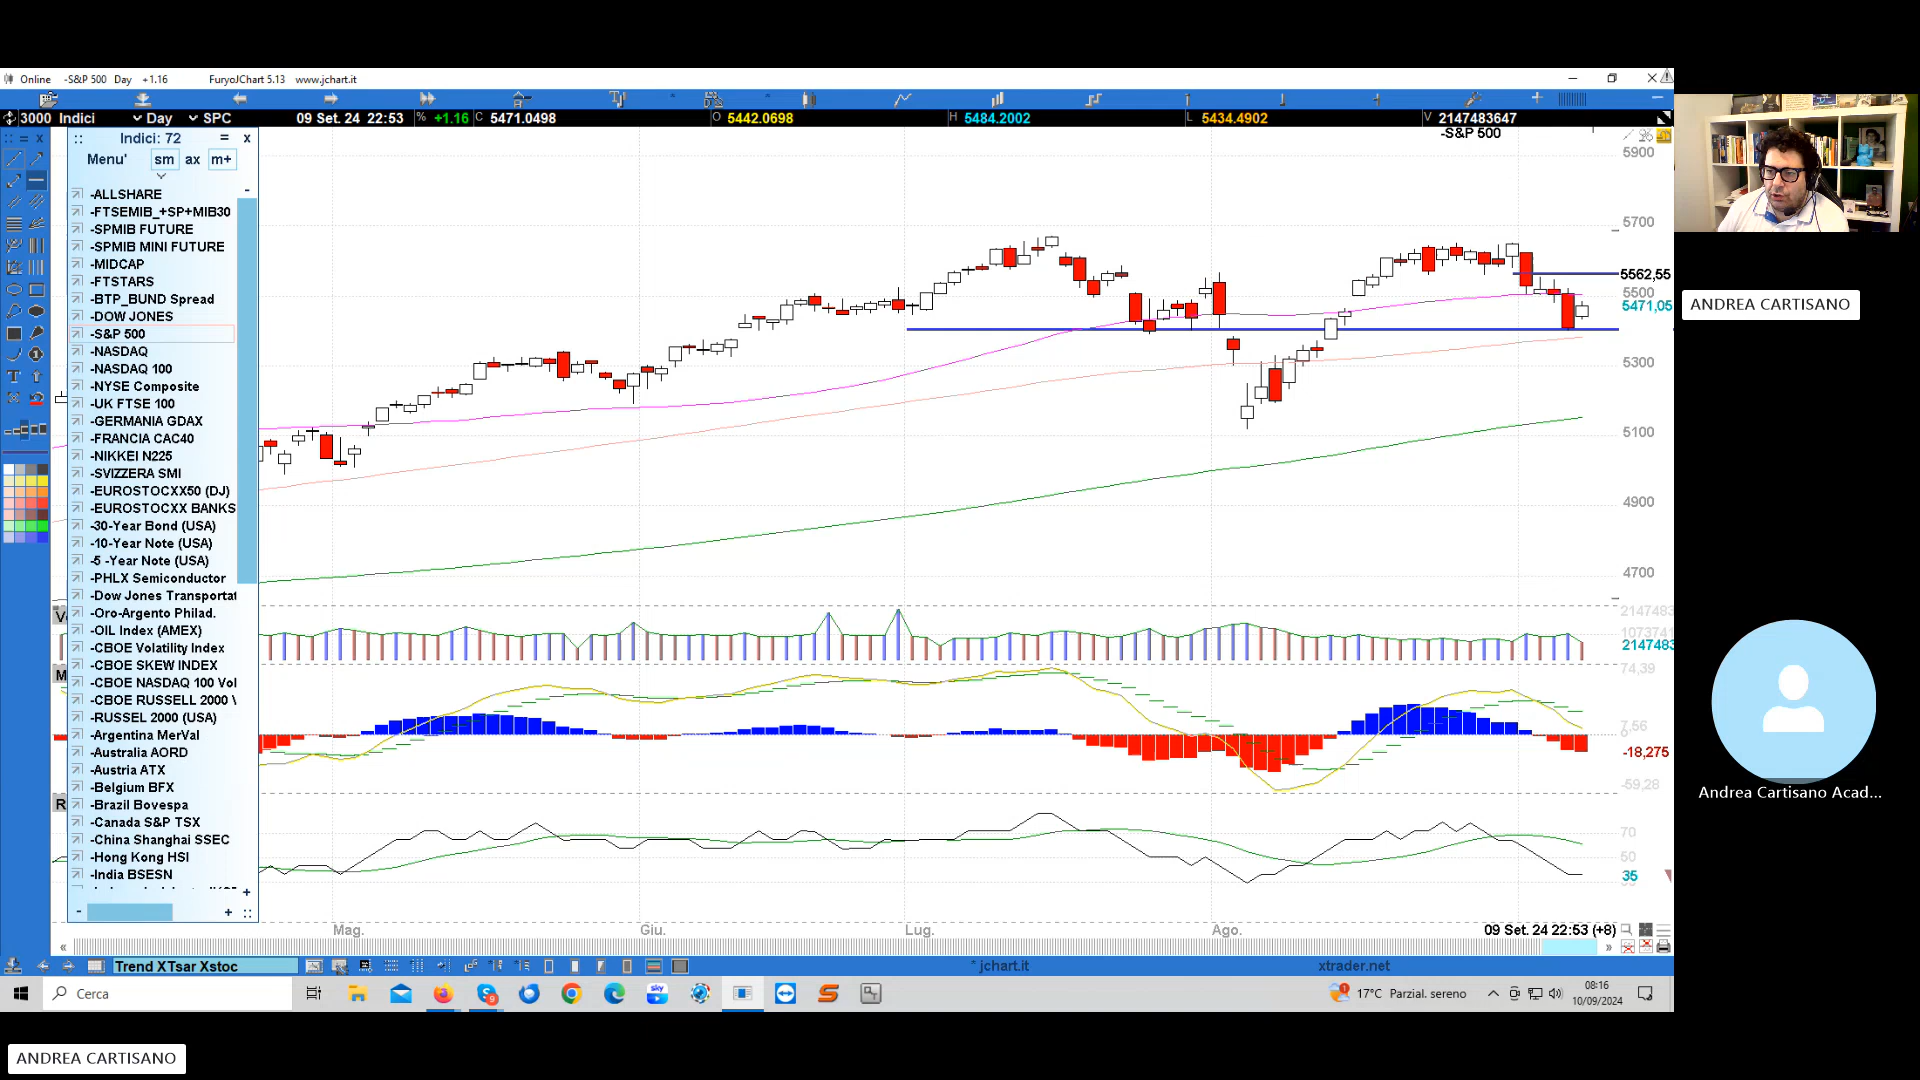 Online -S&P 500 Day +1.16 FuryoJChart 5.13 www.jchart.it
3000 Indici Day SPC 09 Set. 24 22:53 % +1.16 C 5471.0498 O 5442.0698 H 5484.2002 L 5434.4902 V 2147483647
-S&P 500
Indici: 72 = x
Menu' sm ax m+
-ALLSHARE
-FTSEMIB_+SP+MIB30
-SPMIB FUTURE
-SPMIB MINI FUTURE
-MIDCAP
-FTSTARS
-BTP_BUND Spread
-DOW JONES
-S&P 500
-NASDAQ
-NASDAQ 100
-NYSE Composite
-UK FTSE 100
-GERMANIA GDAX
-FRANCIA CAC40
-NIKKEI N225
-SVIZZERA SMI
-EUROSTOCXX50 (DJ)
-EUROSTOCXX BANKS
-30-Year Bond (USA)
-10-Year Note (USA)
-5 -Year Note (USA)
-PHLX Semiconductor
-Dow Jones Transportat
-Oro-Argento Philad.
-OIL Index (AMEX)
-CBOE Volatility Index
-CBOE SKEW INDEX
-CBOE NASDAQ 100 Vol
-CBOE RUSSELL 2000 \
-RUSSEL 2000 (USA)
-Argentina MerVal
-Australia AORD
-Austria ATX
-Belgium BFX
-Brazil Bovespa
-Canada S&P TSX
-China Shanghai SSEC
-Hong Kong HSI
-India BSESN
5900
5700
5562,55
5500
5471,05
5300
5100
4900
4700
2147483
1073741
2147483
74,39
7,56
0
-18,275
-59,28
70
50
35
Mag. Giu. Lug. Ago. 09 Set. 24 22:53 (+8)
Trend XTsar Xstoc * jchart.it xtrader.net
Cerca 17°C Parzial. sereno 08:16
10/09/2024
ANDREA CARTISANO
Andrea Cartisano Acad...
ANDREA CARTISANO